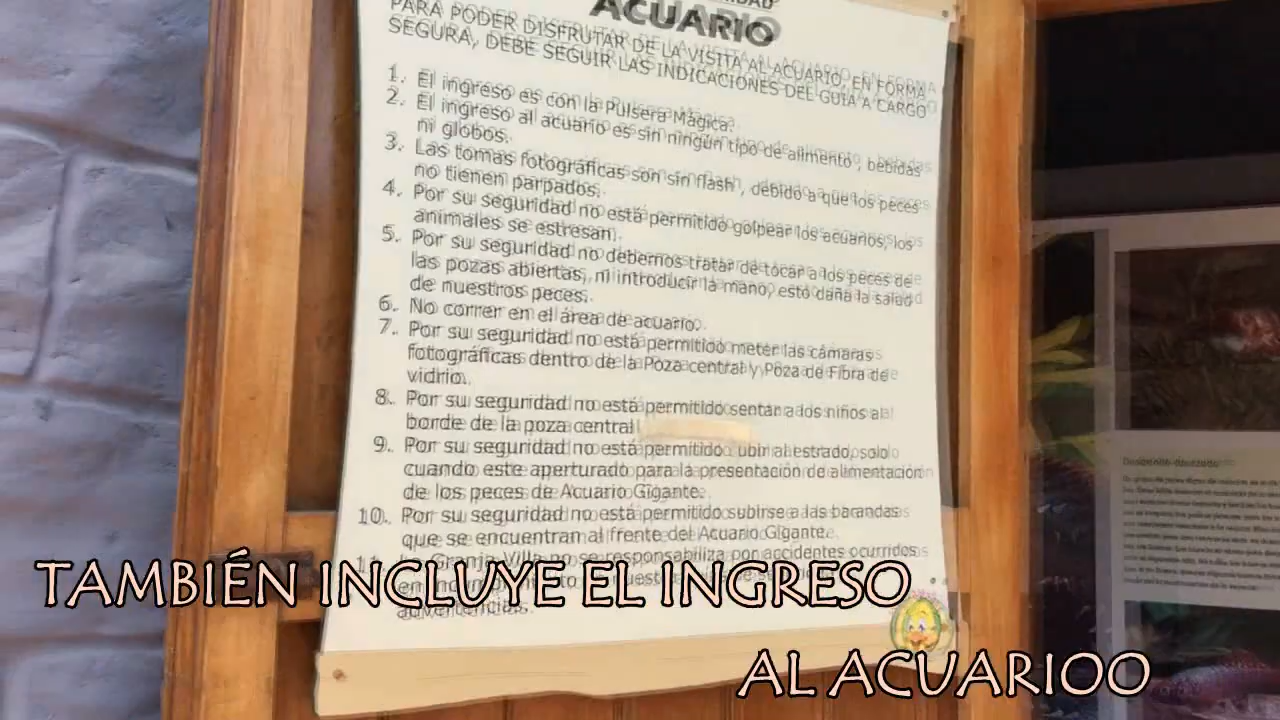 ACUARIO
PARA PODER DISFRUTAR DE LA VISITA AL ACUARIO, EN FORMA
SEGURA, DEBE SEGUIR LAS INDICACIONES DEL GUIA A CARGO
1. El ingreso es con la Pulsera Mágica.
2. El ingreso al acuario es sin ningún tipo de alimento, bebidas
ni globos.
3. Las tomas fotográficas son sin flash, debido a que los peces
no tienen parpados.
4. Por su seguridad no está permitido golpear los acuarios, los
animales se estresan.
5. Por su seguridad no debemos tratar de tocar a los peces de
las pozas abiertas, ni introducir la mano, esto daña la salud
de nuestros peces.
6. No correr en el área de acuario.
7. Por su seguridad no está permitido meter las cámaras
fotográficas dentro de la Poza central y Poza de Fibra de
vidrio.
8. Por su seguridad no está permitido sentar a los niños al
borde de la poza central
9. Por su seguridad no está permitido ubir al estrado, solo
cuando este aperturado para la presentación de alimentación
de los peces de Acuario Gigante.
10. Por su seguridad no está permitido subirse a las barandas
que se encuentran al frente del Acuario Gigante.
La Granja Villa no se responsabiliza por accidentes ocurridos
advertencias.
TAMBIÉN INCLUYE EL INGRESO
AL ACUARIOO